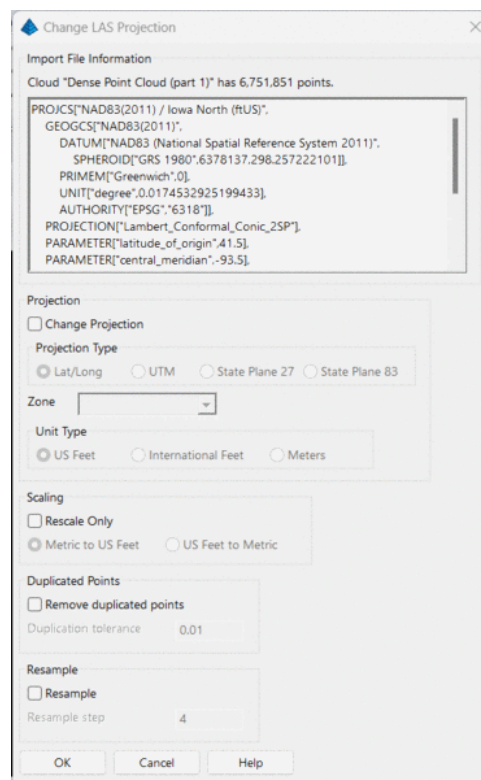 Change LAS Projection
Import File Information
Cloud "Dense Point Cloud (part 1)" has 6,751,851 points.
PROJCS["NAD83(2011) / Iowa North (ftUS)",
GEOGCS["NAD83(2011)",
DATUM["NAD83 (National Spatial Reference System 2011)",
SPHEROID["GRS 1980",6378137,298.257222101]],
PRIMEM["Greenwich",0],
UNIT["degree",0.0174532925199433],
AUTHORITY["EPSG","6318"]],
PROJECTION["Lambert_Conformal_Conic_2SP"],
PARAMETER["latitude_of_origin",41.5],
PARAMETER["central_meridian",-93.5],
Projection
Change Projection
Projection Type
Lat/Long UTM State Plane 27 State Plane 83
Zone
Unit Type
US Feet International Feet Meters
Scaling
Rescale Only
Metric to US Feet US Feet to Metric
Duplicated Points
Remove duplicated points
Duplication tolerance 0.01
Resample
Resample
Resample step 4
OK Cancel Help